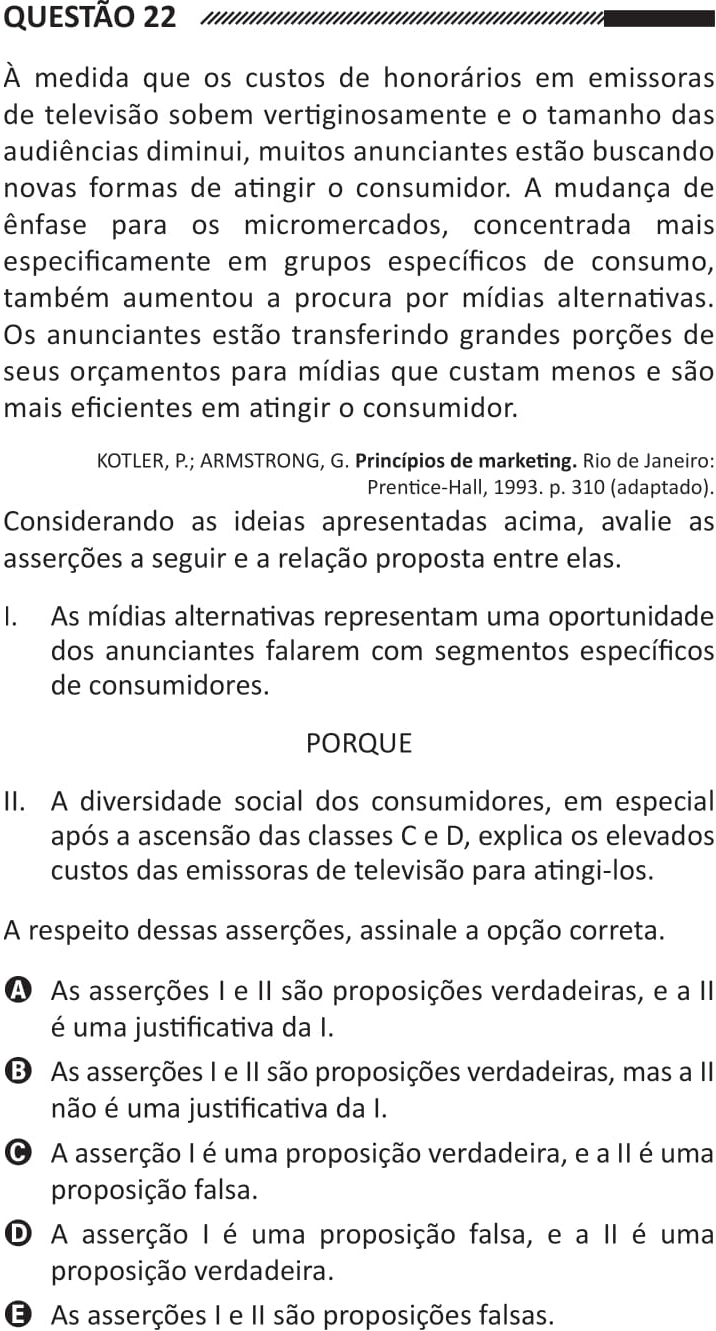 QUESTÃO 22
À medida que os custos de honorários em emissoras
de televisão sobem vertiginosamente e o tamanho das
audiências diminui, muitos anunciantes estão buscando
novas formas de atingir o consumidor. A mudança de
ênfase para os micromercados, concentrada mais
especificamente em grupos específicos de consumo,
também aumentou a procura por mídias alternativas.
Os anunciantes estão transferindo grandes porções de
seus orçamentos para mídias que custam menos e são
mais eficientes em atingir o consumidor.
KOTLER, P.; ARMSTRONG, G. Princípios de marketing. Rio de Janeiro:
Prentice-Hall, 1993. p. 310 (adaptado).
Considerando as ideias apresentadas acima, avalie as
asserções a seguir e a relação proposta entre elas.
I. As mídias alternativas representam uma oportunidade
dos anunciantes falarem com segmentos específicos
de consumidores.
PORQUE
II. A diversidade social dos consumidores, em especial
após a ascensão das classes C e D, explica os elevados
custos das emissoras de televisão para atingi-los.
A respeito dessas asserções, assinale a opção correta.
A As asserções I e II são proposições verdadeiras, e a II
é uma justificativa da I.
B As asserções I e II são proposições verdadeiras, mas a II
não é uma justificativa da I.
C A asserção I é uma proposição verdadeira, e a II é uma
proposição falsa.
D A asserção I é uma proposição falsa, e a II é uma
proposição verdadeira.
E As asserções I e II são proposições falsas.